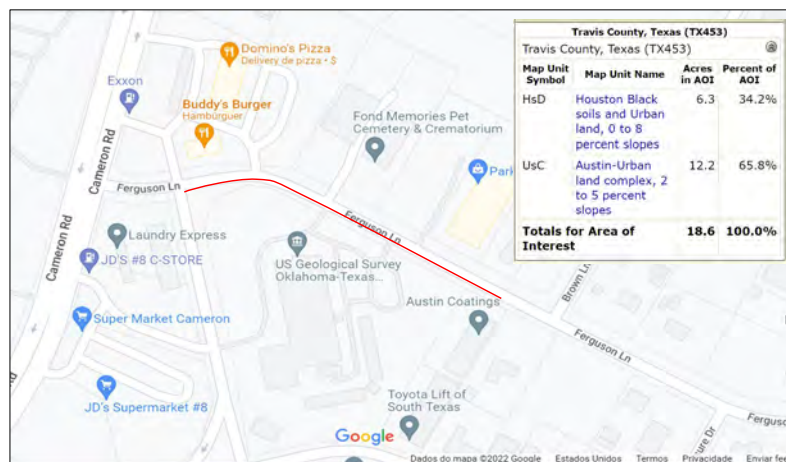 Travis County, Texas (TX453)
Travis County, Texas (TX453)
Map Unit Symbol Map Unit Name Acres in AOI Percent of AOI
HsD Houston Black soils and Urban land, 0 to 8 percent slopes 6.3 34.2%
UsC Austin-Urban land complex, 2 to 5 percent slopes 12.2 65.8%
Totals for Area of Interest 18.6 100.0%
Domino's Pizza
Delivery de pizza • $
Exxon
Buddy's Burger
Hambúrguer
Fond Memories Pet
Cemetery & Crematorium
Cameron Rd
Park
Ferguson Ln
Ferguson Ln
Laundry Express
US Geological Survey
Oklahoma-Texas...
Cameron Rd
JD'S #8 C-STORE
Brown Ln
Austin Coatings
Super Market Cameron
Ferguson Ln
Rd
JD's Supermarket #8
Toyota Lift of
South Texas
Ferguso
ure Dr
Google
Dados do mapa ©2022 Google Estados Unidos Termos Privacidade Enviar fee